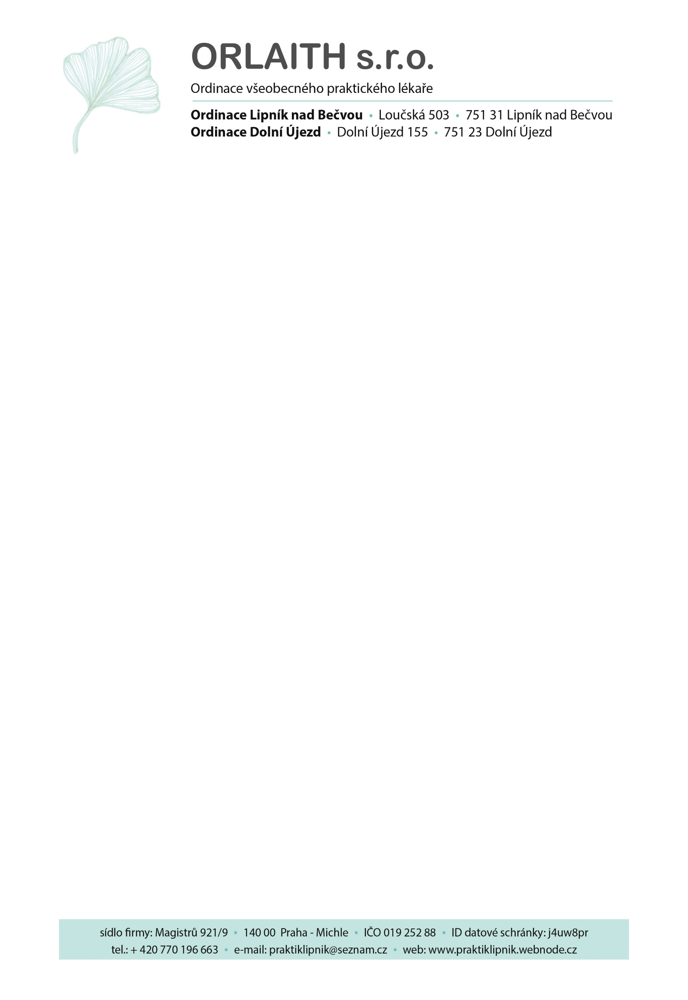 ORLAITH s.r.o.
Ordinace všeobecného praktického lékaře
Ordinace Lipník nad Bečvou • Loučská 503 • 751 31 Lipník nad Bečvou
Ordinace Dolní Újezd • Dolní Újezd 155 • 751 23 Dolní Újezd
sídlo firmy: Magistrů 921/9 • 140 00 Praha - Michle • IČO 019 252 88 • ID datové schránky: j4uw8pr
tel.: + 420 770 196 663 • e-mail: praktiklipnik@seznam.cz • web: www.praktiklipnik.webnode.cz